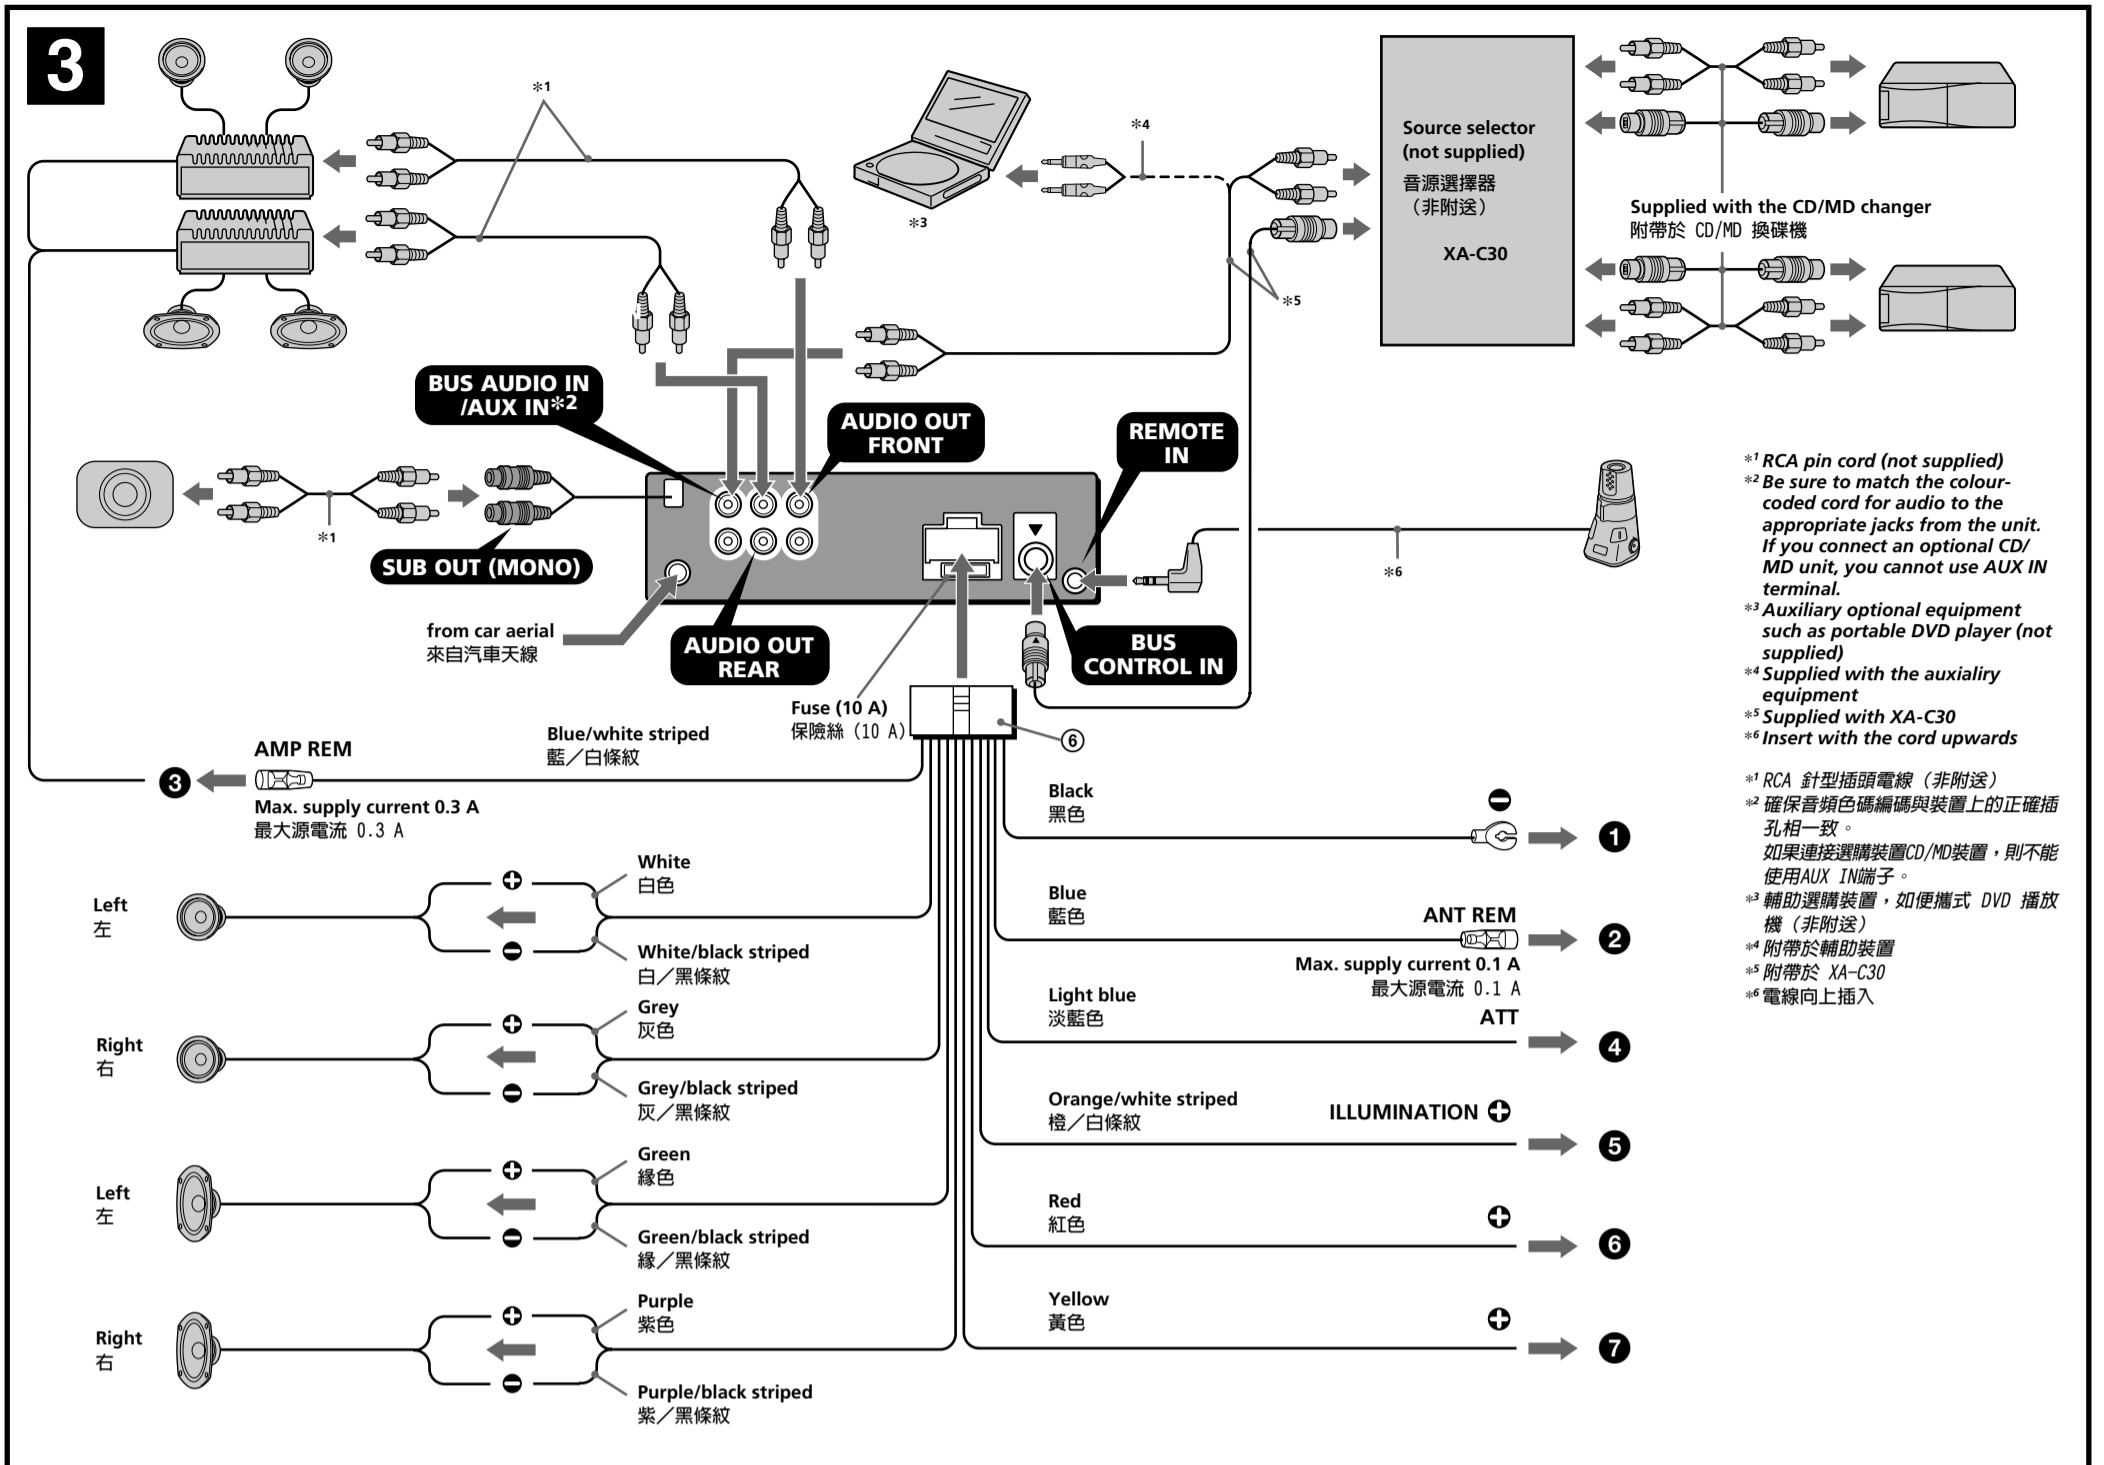 3
*1
*4
*3
*5
Source selector
(not supplied)
音源選擇器
（非附送）
XA-C30
Supplied with the CD/MD changer
附帶於 CD/MD 換碟機
BUS AUDIO IN
/AUX IN*2
AUDIO OUT
FRONT
REMOTE
IN
*1
SUB OUT (MONO)
*6
from car aerial
來自汽車天線
AUDIO OUT
REAR
BUS
CONTROL IN
Fuse (10 A)
保險絲（10 A）
⑥
AMP REM
Blue/white striped
藍／白條紋
❸
Max. supply current 0.3 A
最大源電流 0.3 A
Left
左
⊕
White
白色
⊖
White/black striped
白／黑條紋
Right
右
⊕
Grey
灰色
⊖
Grey/black striped
灰／黑條紋
Left
左
⊕
Green
緣色
⊖
Green/black striped
緣／黑條紋
Right
右
⊕
Purple
紫色
⊖
Purple/black striped
紫／黑條紋
Black
黑色
⊖
❶
Blue
藍色
ANT REM
❷
Max. supply current 0.1 A
最大源電流 0.1 A
Light blue
淡藍色
ATT
❹
Orange/white striped
橙／白條紋
ILLUMINATION ⊕
❺
Red
紅色
⊕
❻
Yellow
黃色
⊕
❼
*1 RCA pin cord (not supplied)
*2 Be sure to match the colour-
coded cord for audio to the
appropriate jacks from the unit.
If you connect an optional CD/
MD unit, you cannot use AUX IN
terminal.
*3 Auxiliary optional equipment
such as portable DVD player (not
supplied)
*4 Supplied with the auxialiry
equipment
*5 Supplied with XA-C30
*6 Insert with the cord upwards
*1 RCA 針型插頭電線（非附送）
*2 確保音頻色碼編碼與裝置上的正確插
孔相一致。
如果連接選購裝置CD/MD裝置，則不能
使用AUX IN端子。
*3 輔助選購裝置，如便攜式 DVD 播放
機（非附送）
*4 附帶於輔助裝置
*5 附帶於 XA-C30
*6 電線向上插入